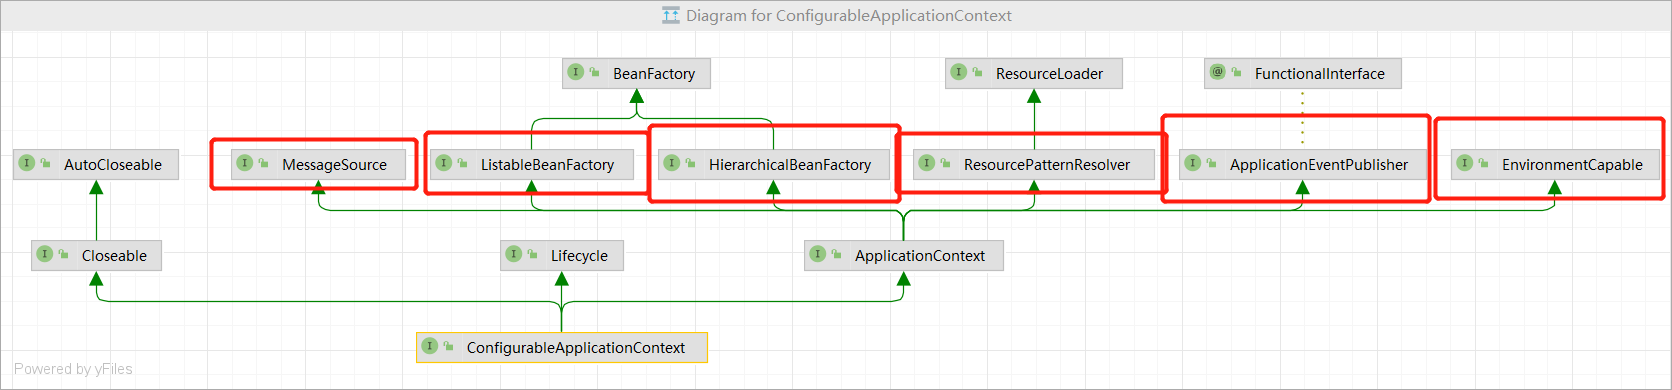 Diagram for ConfigurableApplicationContext
BeanFactory
ResourceLoader
FunctionalInterface
AutoCloseable
MessageSource
ListableBeanFactory
HierarchicalBeanFactory
ResourcePatternResolver
ApplicationEventPublisher
EnvironmentCapable
Closeable
Lifecycle
ApplicationContext
ConfigurableApplicationContext
Powered by yFiles